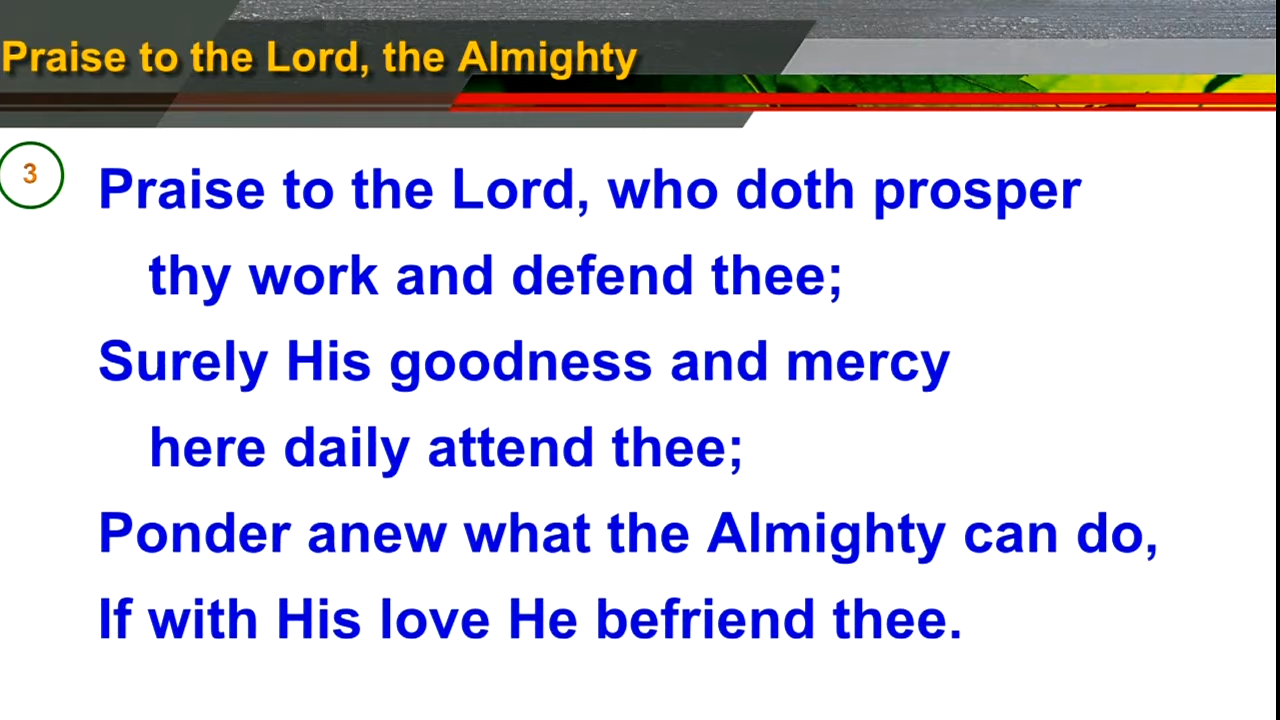 Praise to the Lord, the Almighty
3
Praise to the Lord, who doth prosper
thy work and defend thee;
Surely His goodness and mercy
here daily attend thee;
Ponder anew what the Almighty can do,
If with His love He befriend thee.